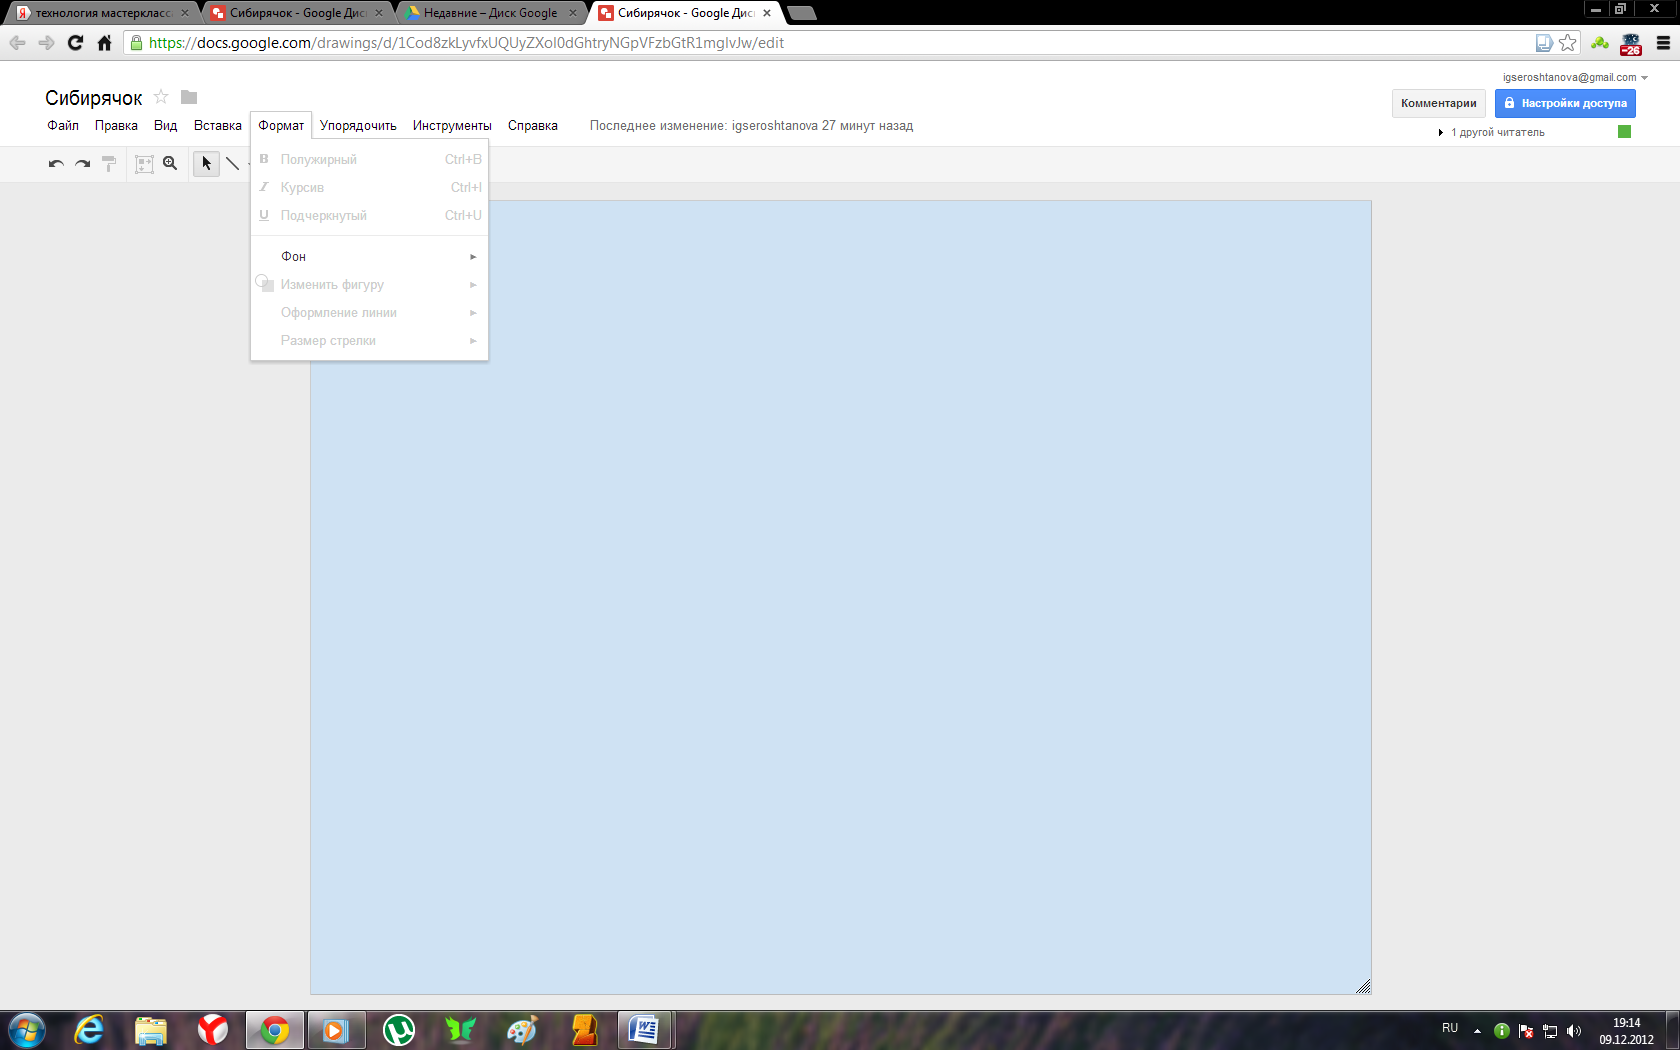 технология мастеркласс
Сибирячок - Google Дис
Недавние – Диск Google
Сибирячок - Google Дис
https://docs.google.com/drawings/d/1Cod8zkLyvfxUQUyZXoI0dGhtryNGpVFzbGtR1mglvJw/edit
-26
igseroshtanova@gmail.com
Сибирячок
Комментарии
Настройки доступа
Файл Правка Вид Вставка Формат Упорядочить Инструменты Справка Последнее изменение: igseroshtanova 27 минут назад
1 другой читатель
B Полужирный Ctrl+B
I Курсив Ctrl+I
U Подчеркнутый Ctrl+U
Фон
Изменить фигуру
Оформление линии
Размер стрелки
RU
19:14
09.12.2012